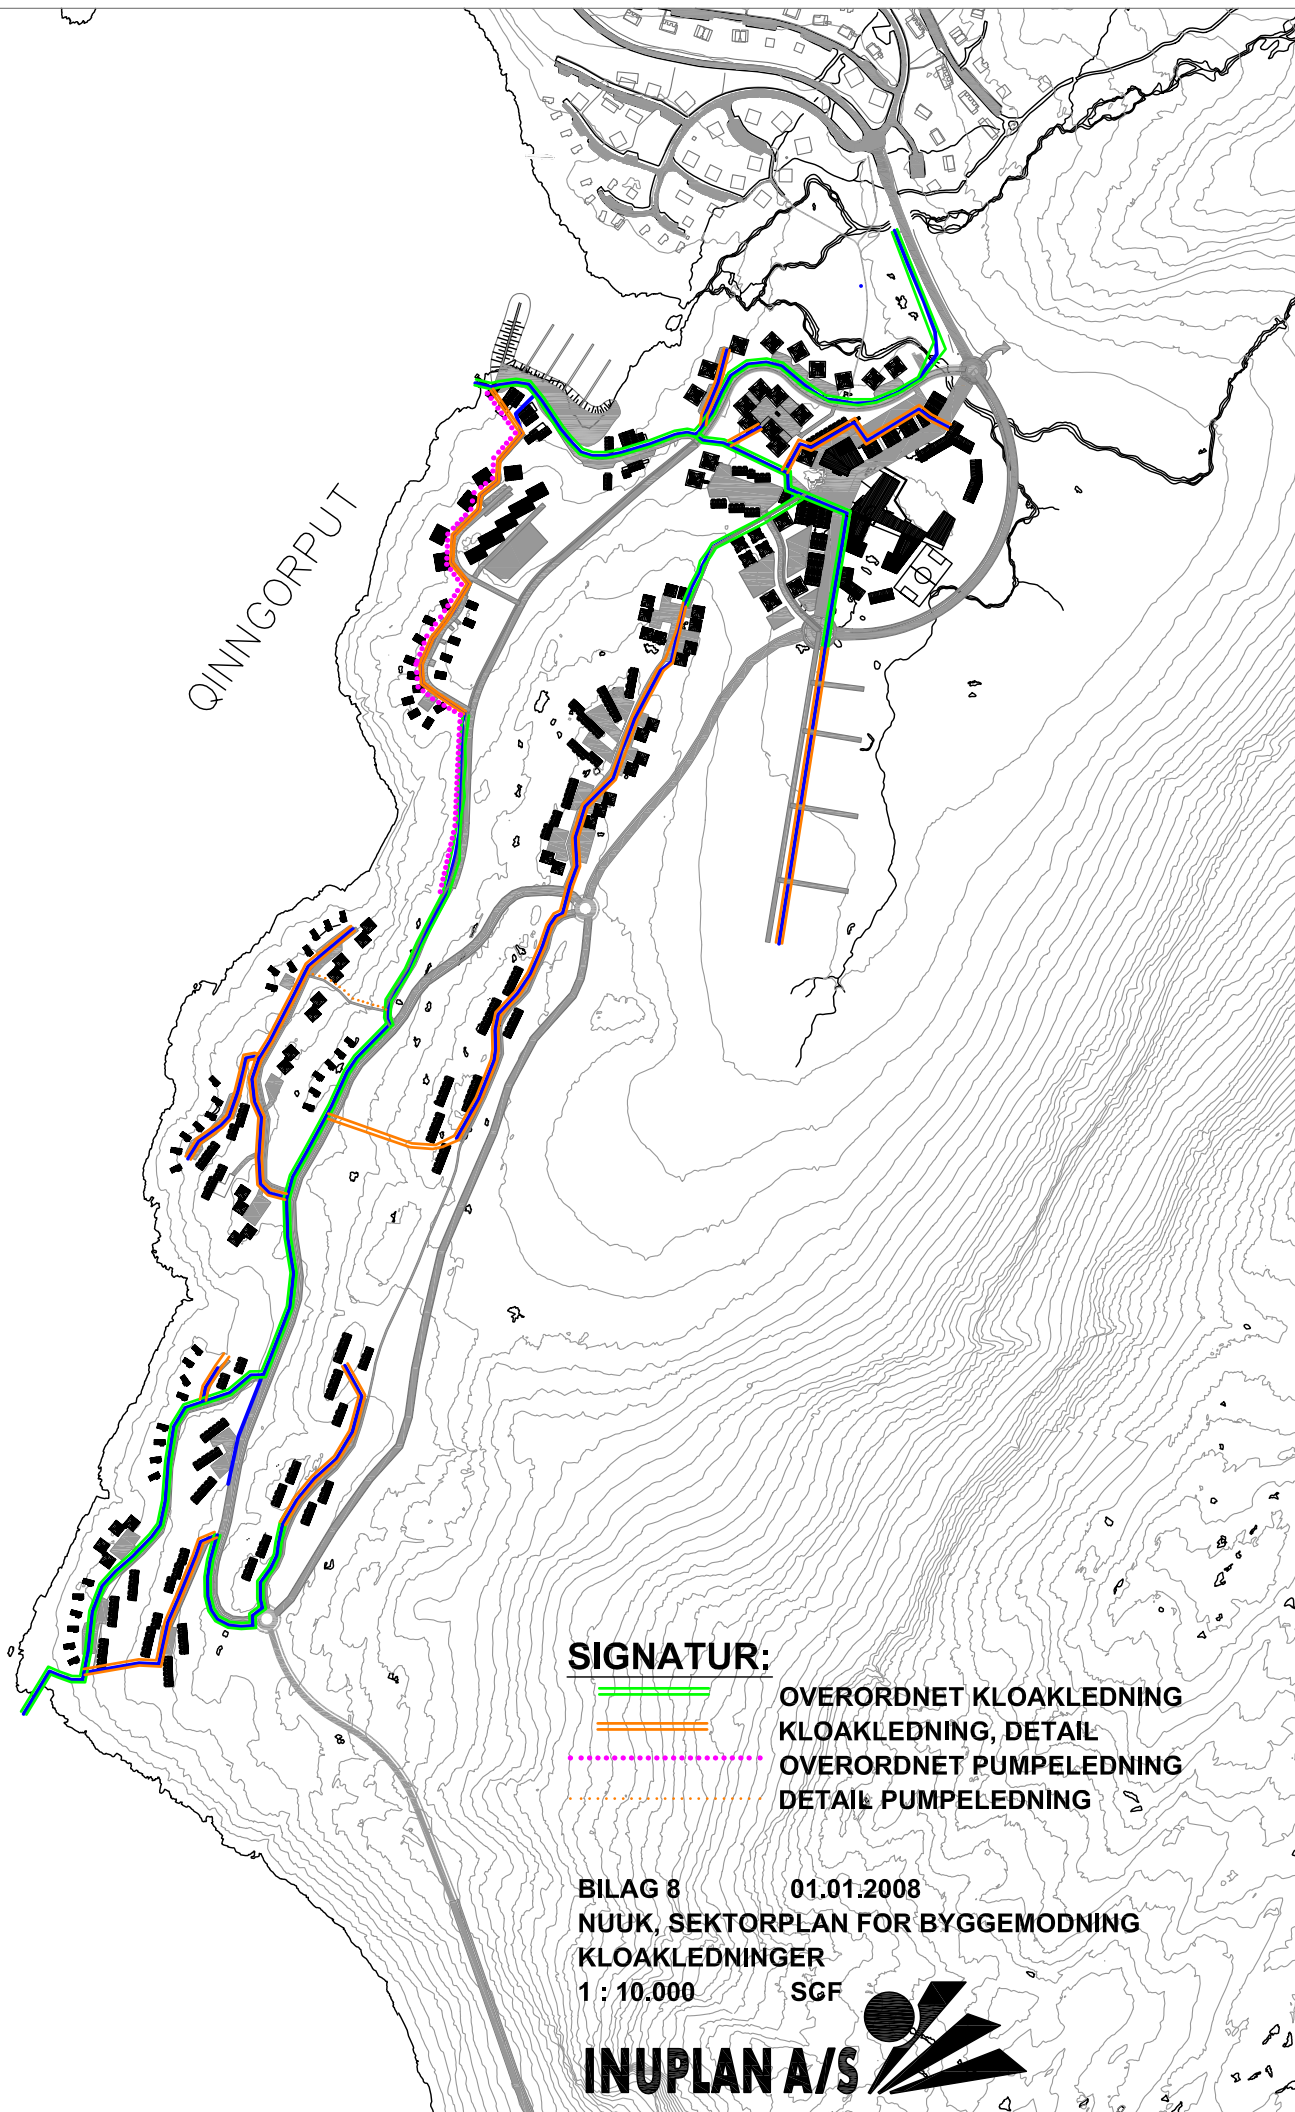 QINNGORPUT
SIGNATUR:
OVERORDNET KLOAKLEDNING
KLOAKLEDNING, DETAIL
OVERORDNET PUMPELEDNING
DETAIL PUMPELEDNING
BILAG 8 01.01.2008
NUUK, SEKTORPLAN FOR BYGGEMODNING
KLOAKLEDNINGER
1 : 10.000 SCF
INUPLAN A/S